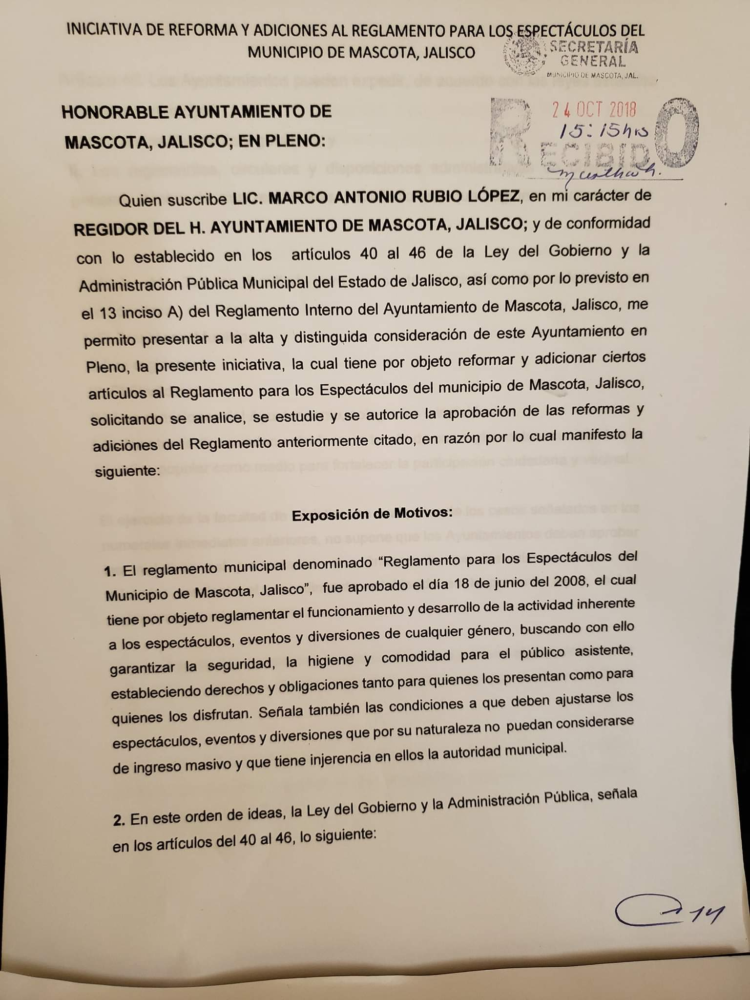 INICIATIVA DE REFORMA Y ADICIONES AL REGLAMENTO PARA LOS ESPECTÁCULOS DEL
MUNICIPIO DE MASCOTA, JALISCO
SECRETARÍA
GENERAL
MUNICIPIO DE MASCOTA, JAL.
HONORABLE AYUNTAMIENTO DE
MASCOTA, JALISCO; EN PLENO:
24 OCT 2018
15:15hrs
RECIBIDO
Quien suscribe LIC. MARCO ANTONIO RUBIO LÓPEZ, en mi carácter de
REGIDOR DEL H. AYUNTAMIENTO DE MASCOTA, JALISCO; y de conformidad
con lo establecido en los artículos 40 al 46 de la Ley del Gobierno y la
Administración Pública Municipal del Estado de Jalisco, así como por lo previsto en
el 13 inciso A) del Reglamento Interno del Ayuntamiento de Mascota, Jalisco, me
permito presentar a la alta y distinguida consideración de este Ayuntamiento en
Pleno, la presente iniciativa, la cual tiene por objeto reformar y adicionar ciertos
artículos al Reglamento para los Espectáculos del municipio de Mascota, Jalisco,
solicitando se analice, se estudie y se autorice la aprobación de las reformas y
adiciones del Reglamento anteriormente citado, en razón por lo cual manifesto la
siguiente:
Exposición de Motivos:
1. El reglamento municipal denominado “Reglamento para los Espectáculos del
Municipio de Mascota, Jalisco”, fue aprobado el día 18 de junio del 2008, el cual
tiene por objeto reglamentar el funcionamiento y desarrollo de la actividad inherente
a los espectáculos, eventos y diversiones de cualquier género, buscando con ello
garantizar la seguridad, la higiene y comodidad para el público asistente,
estableciendo derechos y obligaciones tanto para quienes los presentan como para
quienes los disfrutan. Señala también las condiciones a que deben ajustarse los
espectáculos, eventos y diversiones que por su naturaleza no puedan considerarse
de ingreso masivo y que tiene injerencia en ellos la autoridad municipal.
2. En este orden de ideas, la Ley del Gobierno y la Administración Pública, señala
en los artículos del 40 al 46, lo siguiente: